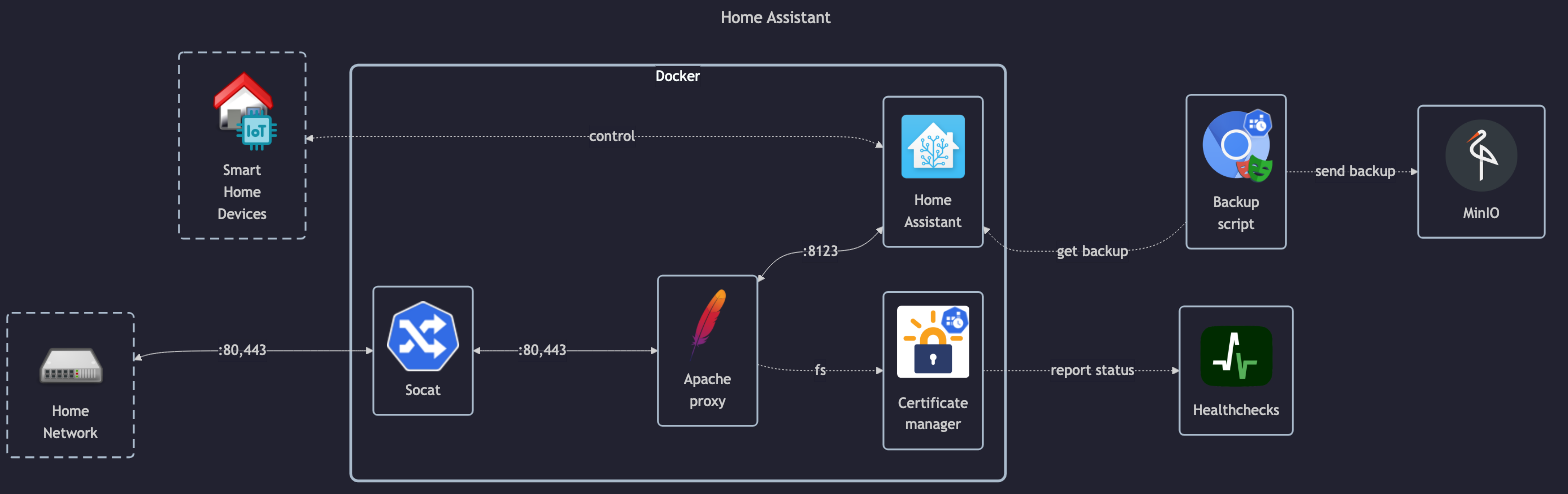 Home Assistant
Docker
IoT
Smart
Home
Devices
control
Home
Assistant
Backup
script
send backup
MinIO
:8123
get backup
Home
Network
:80,443
Socat
:80,443
Apache
proxy
fs
Certificate
manager
report status
Healthchecks